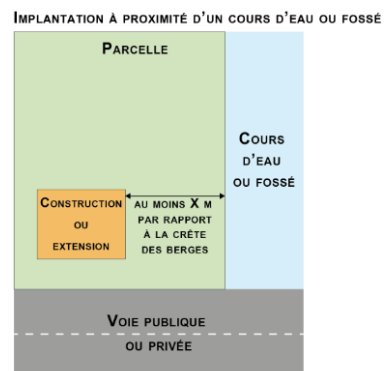 Implantation à proximité d'un cours d'eau ou fossé
Parcelle
Cours
d'eau
ou fossé
Construction
ou
extension
au moins X m
par rapport
à la crête
des berges
Voie publique
ou privée